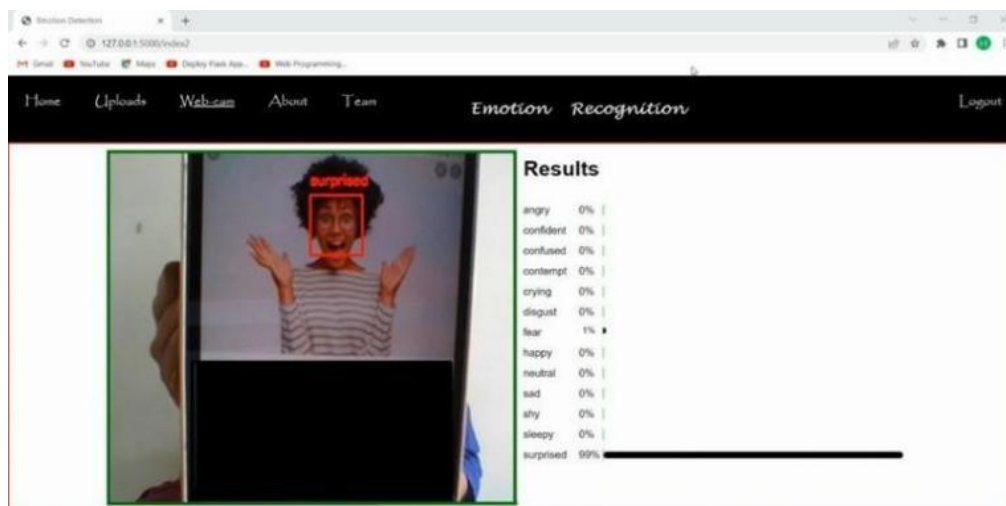 Emotion Detection
127.0.0.1:5000/index2
Gmail YouTube Maps Deploy Flask App... Web Programming...
Home Uploads Web-cam About Team Emotion Recognition Logout
surprised
Results
angry 0%
confident 0%
confused 0%
contempt 0%
crying 0%
disgust 0%
fear 1%
happy 0%
neutral 0%
sad 0%
shy 0%
sleepy 0%
surprised 99%